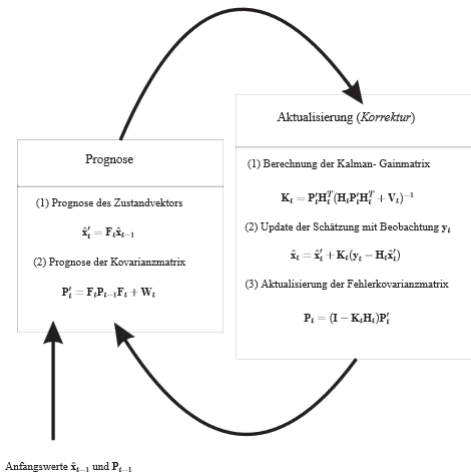 Prognose
(1) Prognose des Zustandvektors
x̂′ₜ = Fₜx̂ₜ₋₁
(2) Prognose der Kovarianzmatrix
P′ₜ = FₜPₜ₋₁Fₜ + Wₜ
Aktualisierung (Korrektur)
(1) Berechnung der Kalman- Gainmatrix
Kₜ = P′ₜHₜᵀ(HₜP′ₜHₜᵀ + Vₜ)⁻¹
(2) Update der Schätzung mit Beobachtung yₜ
x̂ₜ = x̂′ₜ + Kₜ(yₜ − Hₜx̂′ₜ)
(3) Aktualisierung der Fehlerkovarianzmatrix
Pₜ = (I − KₜHₜ)P′ₜ
Anfangswerte x̂ₜ₋₁ und Pₜ₋₁